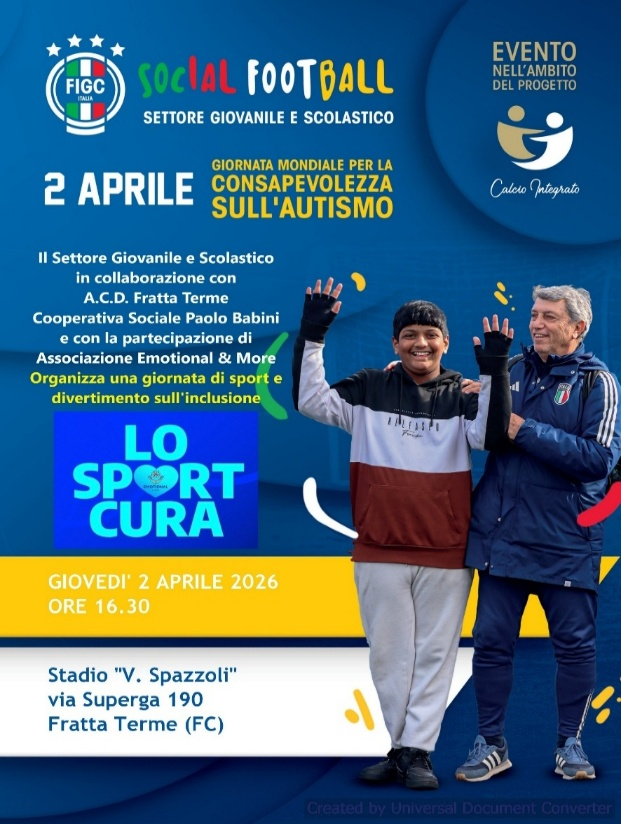 FIGC
ITALIA
SOCIAL FOOTBALL
SETTORE GIOVANILE E SCOLASTICO
EVENTO
NELL'AMBITO
DEL PROGETTO
Calcio Integrato
2 APRILE
GIORNATA MONDIALE PER LA
CONSAPEVOLEZZA
SULL'AUTISMO
Il Settore Giovanile e Scolastico
in collaborazione con
A.C.D. Fratta Terme
Cooperativa Sociale Paolo Babini
e con la partecipazione di
Associazione Emotional & More
Organizza una giornata di sport e
divertimento sull'inclusione
LO
SPORT
EMOTIONAL
CURA
GIOVEDI' 2 APRILE 2026
ORE 16.30
Stadio "V. Spazzoli"
via Superga 190
Fratta Terme (FC)
Created by Universal Document Converter